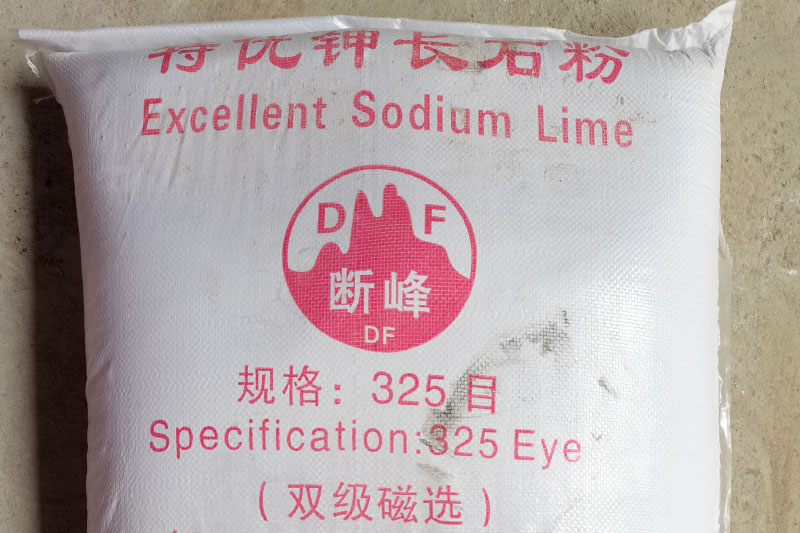 特优钾长石粉
Excellent Sodium Lime
D F
断峰
DF
规格：325目
Specification:325 Eye
（双级磁选）